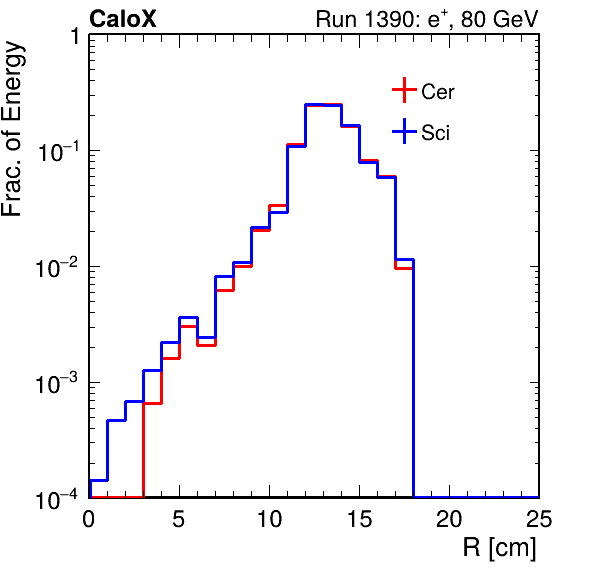 CaloX Run 1390: e⁺, 80 GeV
Frac. of Energy
1
10⁻¹
10⁻²
10⁻³
10⁻⁴
Cer
Sci
0 5 10 15 20 25
R [cm]